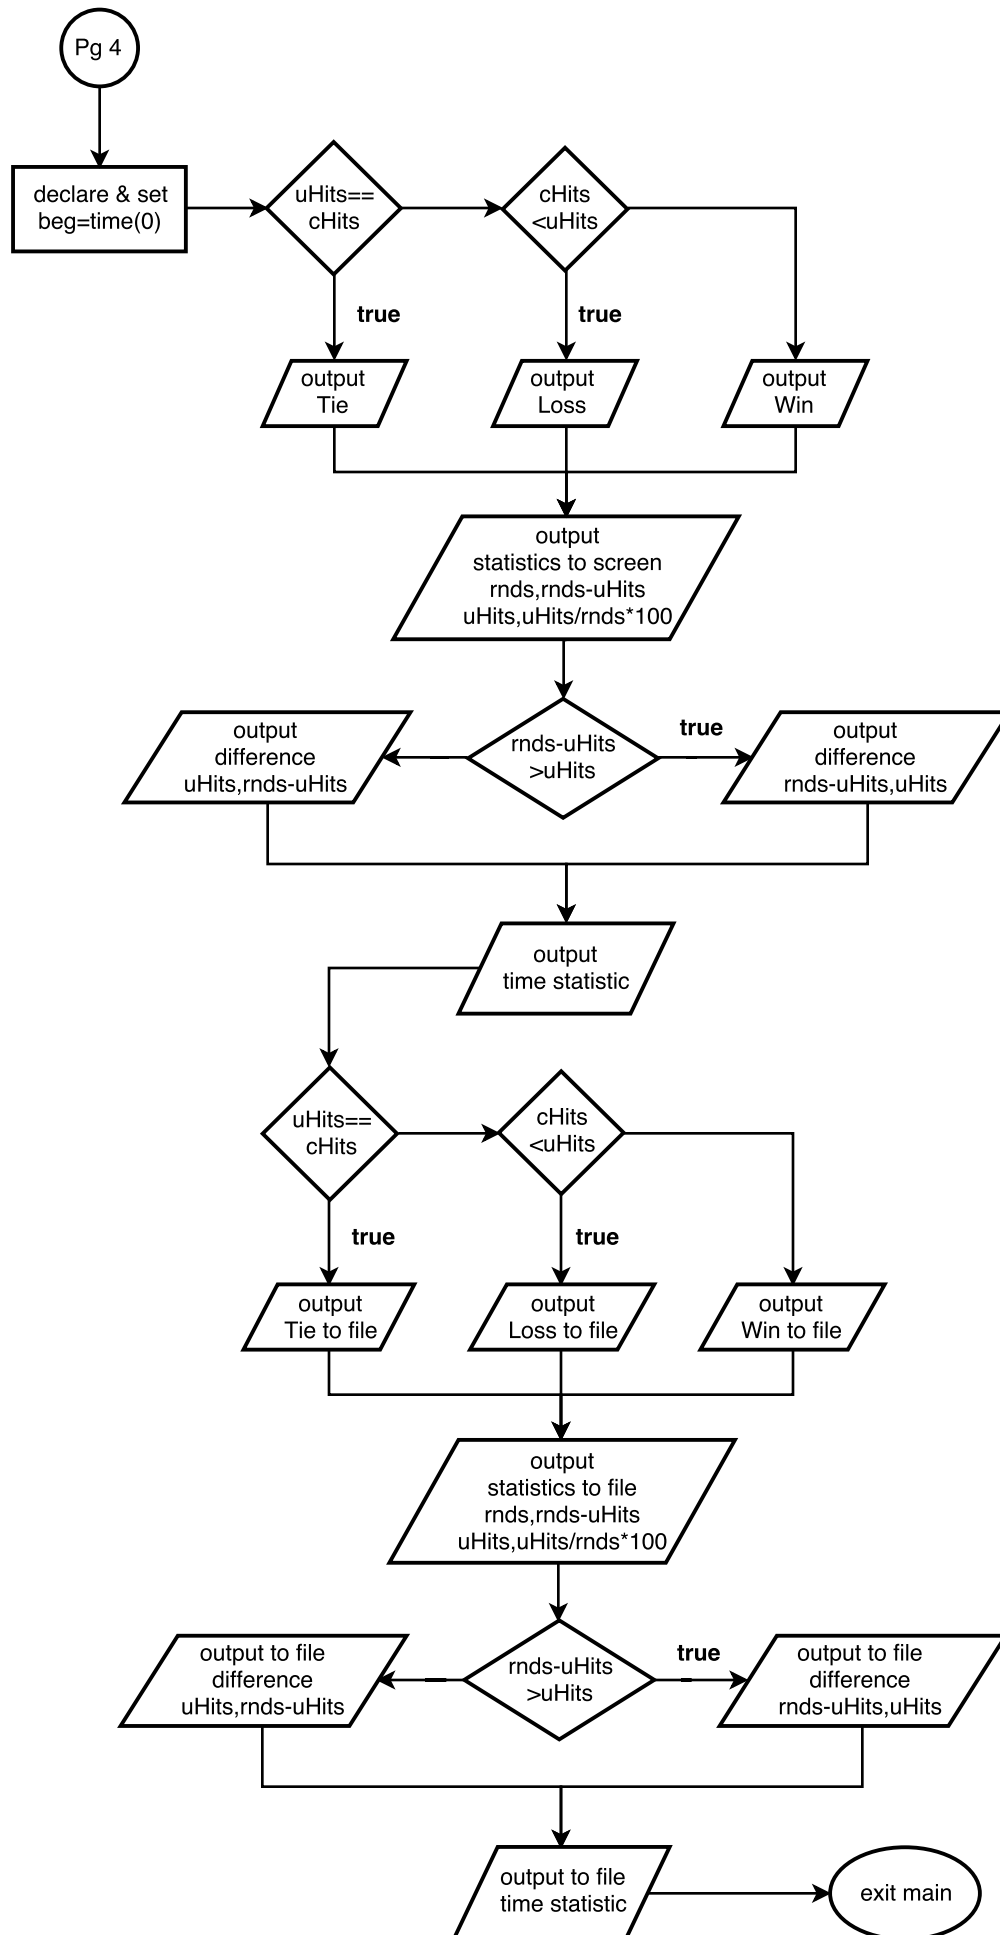 Pg 4
declare & set
beg=time(0)
uHits==
cHits
cHits
<uHits
true
true
output
Tie
output
Loss
output
Win
output
statistics to screen
rnds,rnds-uHits
uHits,uHits/rnds*100
output
difference
uHits,rnds-uHits
rnds-uHits
>uHits
true
output
difference
rnds-uHits,uHits
output
time statistic
uHits==
cHits
cHits
<uHits
true
true
output
Tie to file
output
Loss to file
output
Win to file
output
statistics to file
rnds,rnds-uHits
uHits,uHits/rnds*100
output to file
difference
uHits,rnds-uHits
rnds-uHits
>uHits
true
output to file
difference
rnds-uHits,uHits
output to file
time statistic
exit main